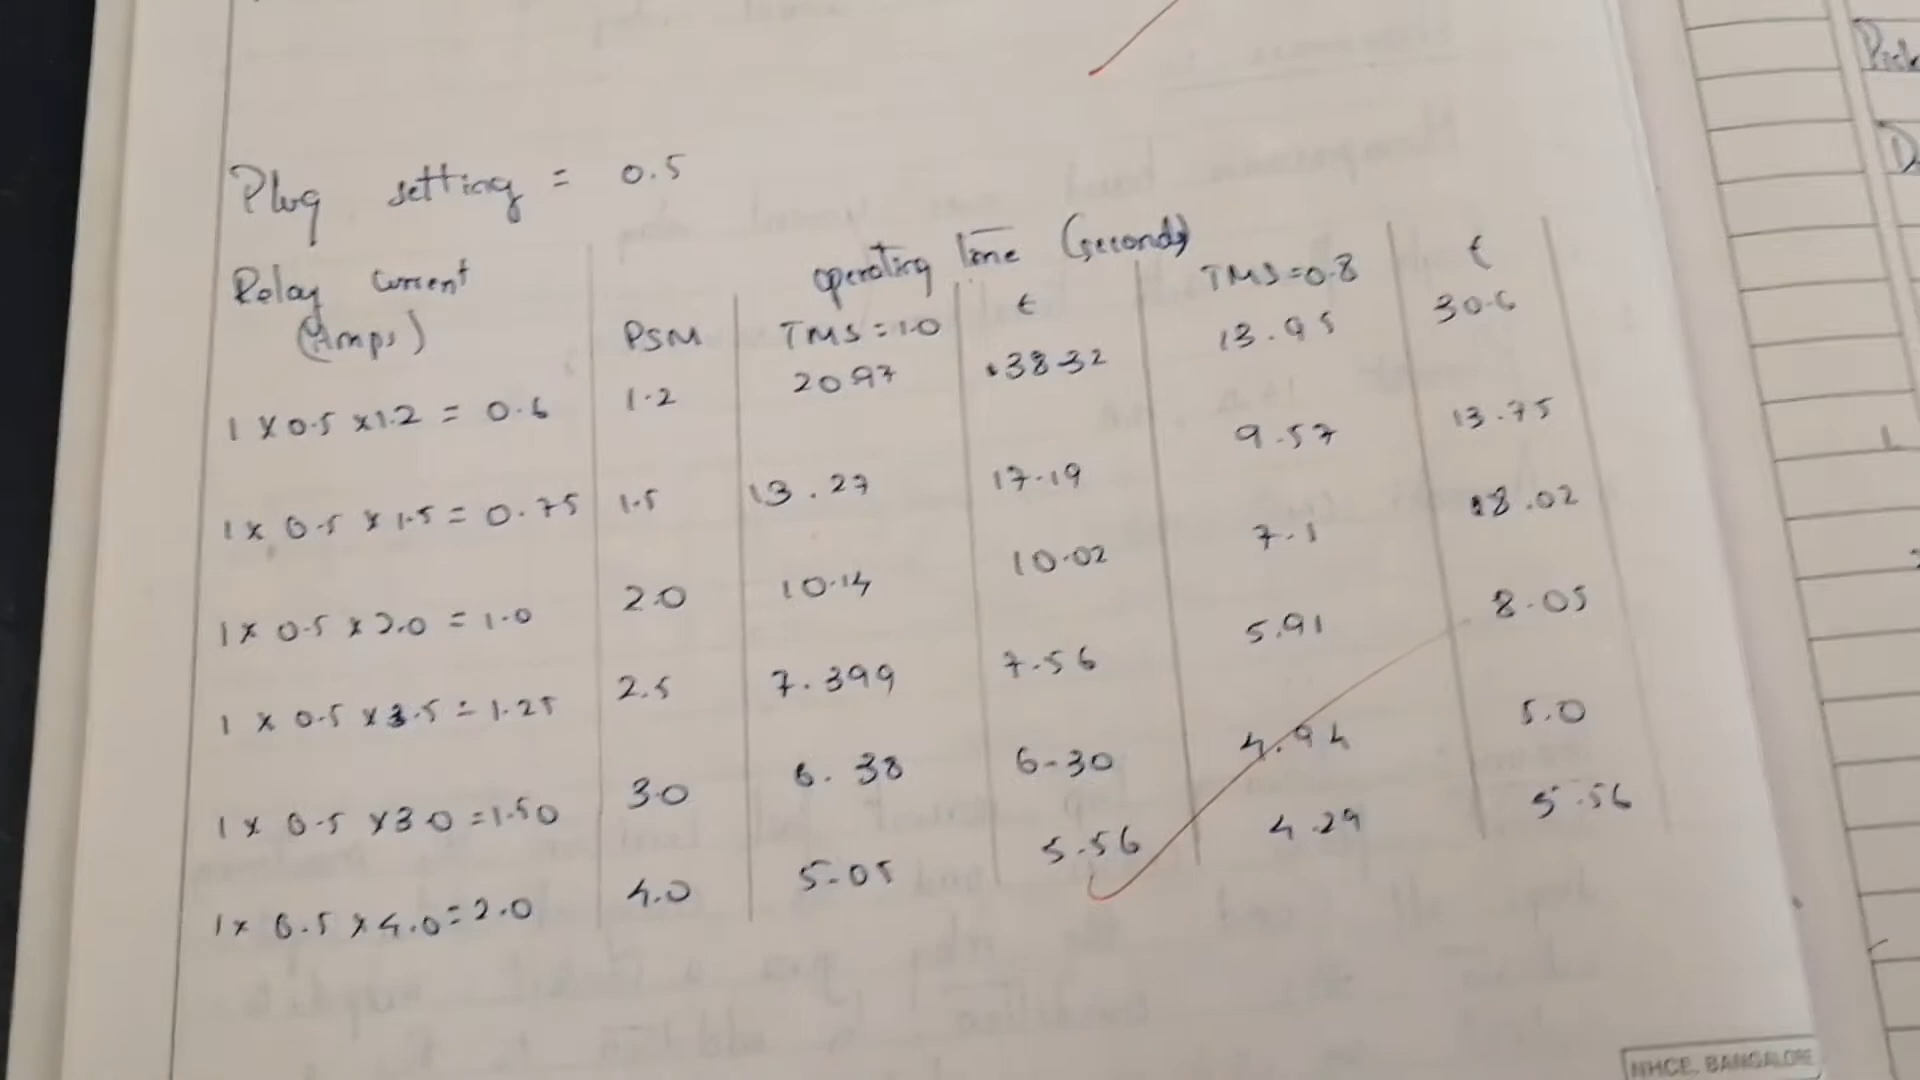 Plug setting = 0.5
Relay current (Amps) PSM operating time (seconds)
TMS = 1.0 t TMS = 0.8 t
1 X 0.5 x 1.2 = 0.6 1.2 20.97 38.32 13.95 30.6
1 x 0.5 x 1.5 = 0.75 1.5 13.27 17.19 9.57 13.75
1 x 0.5 x 2.0 = 1.0 2.0 10.14 10.02 7.1 8.02
1 x 0.5 x 2.5 = 1.25 2.5 7.399 7.56 5.91 8.05
1 x 0.5 x 3.0 = 1.50 3.0 6.38 6.30 4.94 5.0
1 x 0.5 x 4.0 = 2.0 4.0 5.05 5.56 4.29 5.56
NHCE, BANGALORE